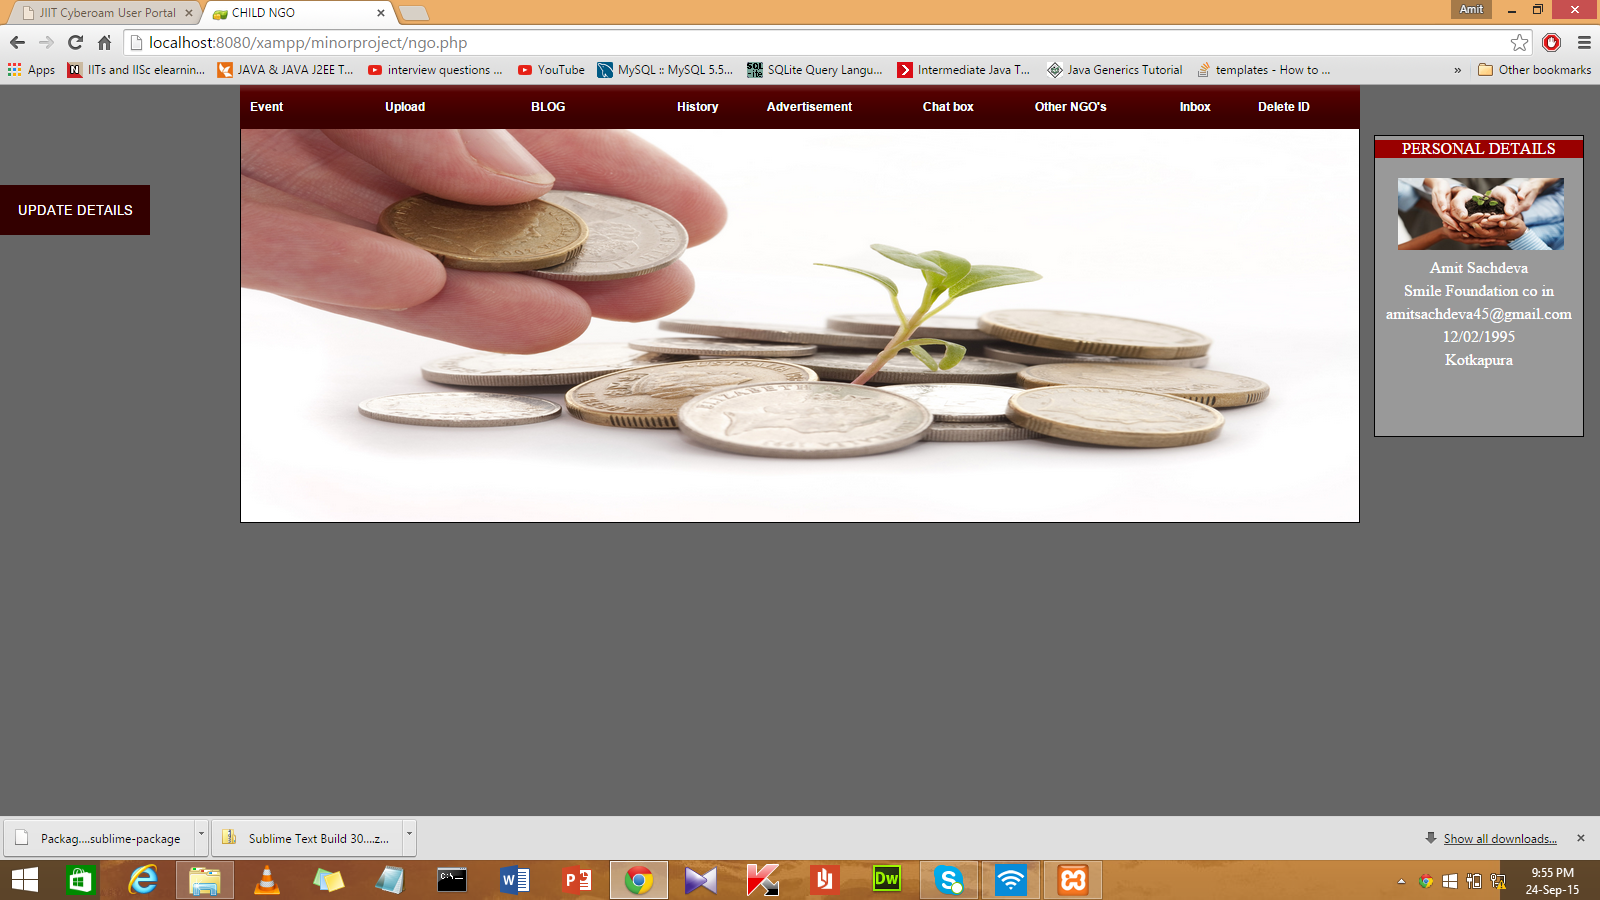 JIIT Cyberoam User Portal
CHILD NGO
Amit
localhost:8080/xampp/minorproject/ngo.php
Apps
IITs and IISc elearnin...
JAVA & JAVA J2EE T...
interview questions ...
YouTube
MySQL :: MySQL 5.5...
SQLite Query Langu...
Intermediate Java T...
Java Generics Tutorial
templates - How to ...
»
Other bookmarks
Event
Upload
BLOG
History
Advertisement
Chat box
Other NGO's
Inbox
Delete ID
UPDATE DETAILS
PERSONAL DETAILS
Amit Sachdeva
Smile Foundation co in
amitsachdeva45@gmail.com
12/02/1995
Kotkapura
ELIZABETH
Packag....sublime-package
Sublime Text Build 30....z...
Show all downloads...
9:55 PM
24-Sep-15